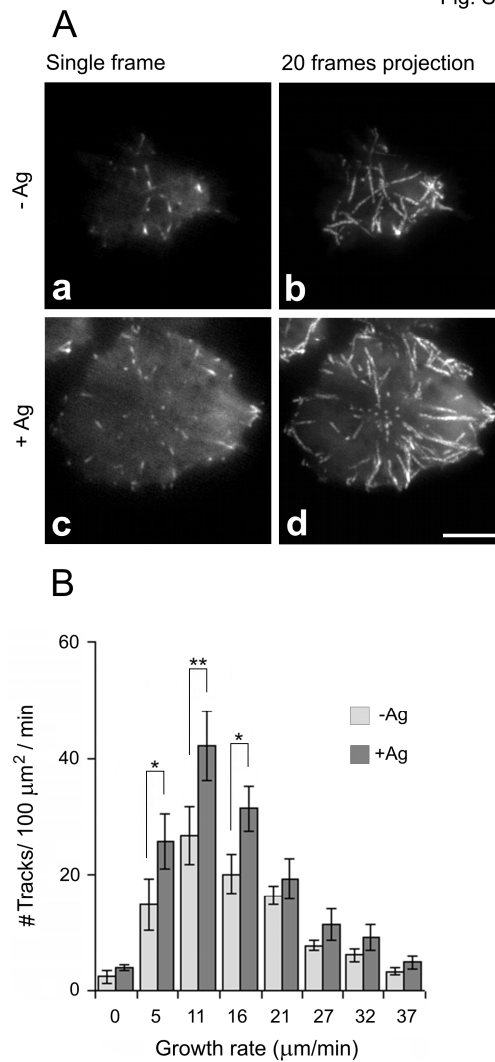 Fig. S
A
Single frame
20 frames projection
- Ag
a
b
+ Ag
c
d
B
60
**
-Ag
+Ag
*
*
40
# Tracks/ 100 µm² / min
20
0
0 5 11 16 21 27 32 37
Growth rate (µm/min)